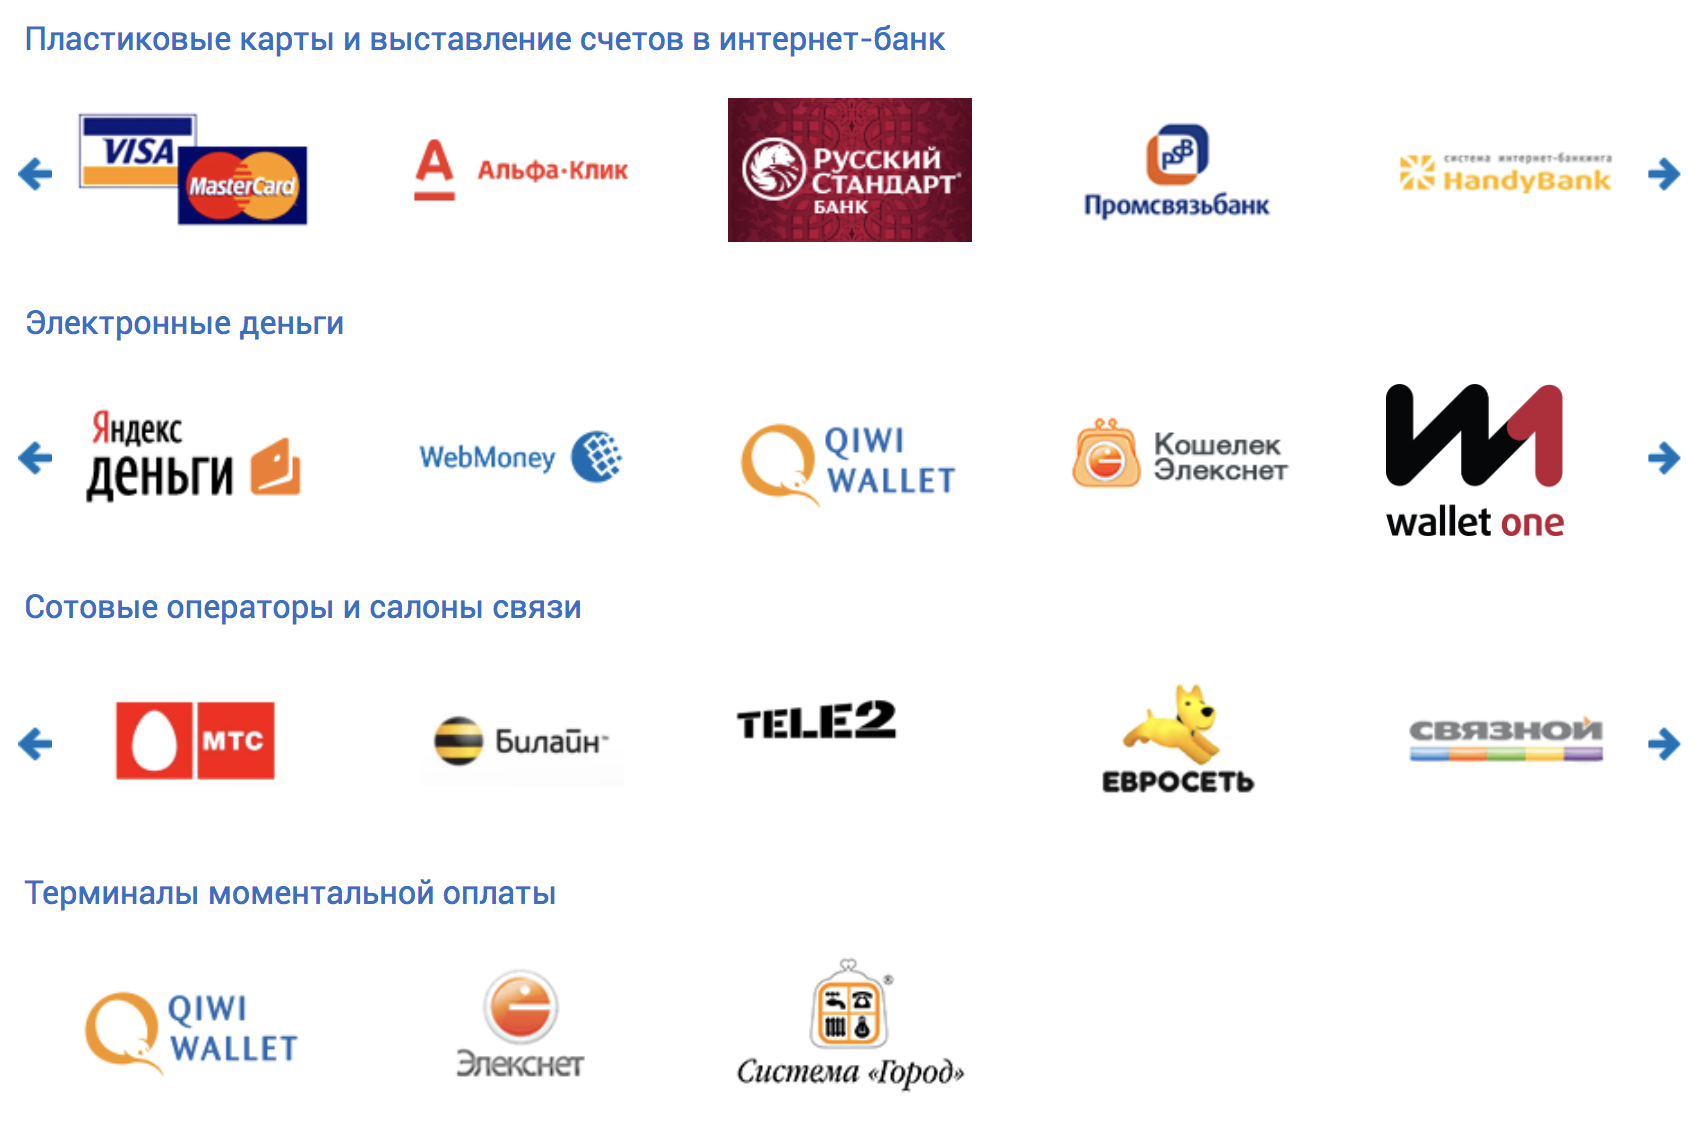 Пластиковые карты и выставление счетов в интернет-банк
VISA
MasterCard
Альфа·Клик
Русский
Стандарт
БАНК
PSB
Промсвязьбанк
система интернет-банкинга
HandyBank
Электронные деньги
Яндекс
деньги
WebMoney
QIWI
WALLET
Кошелек
Элекснет
wallet one
Сотовые операторы и салоны связи
МТС
Билайн™
TELE2
ЕВРОСЕТЬ
СВЯЗНОЙ
Терминалы моментальной оплаты
QIWI
WALLET
Элекснет
®
Система «Город»